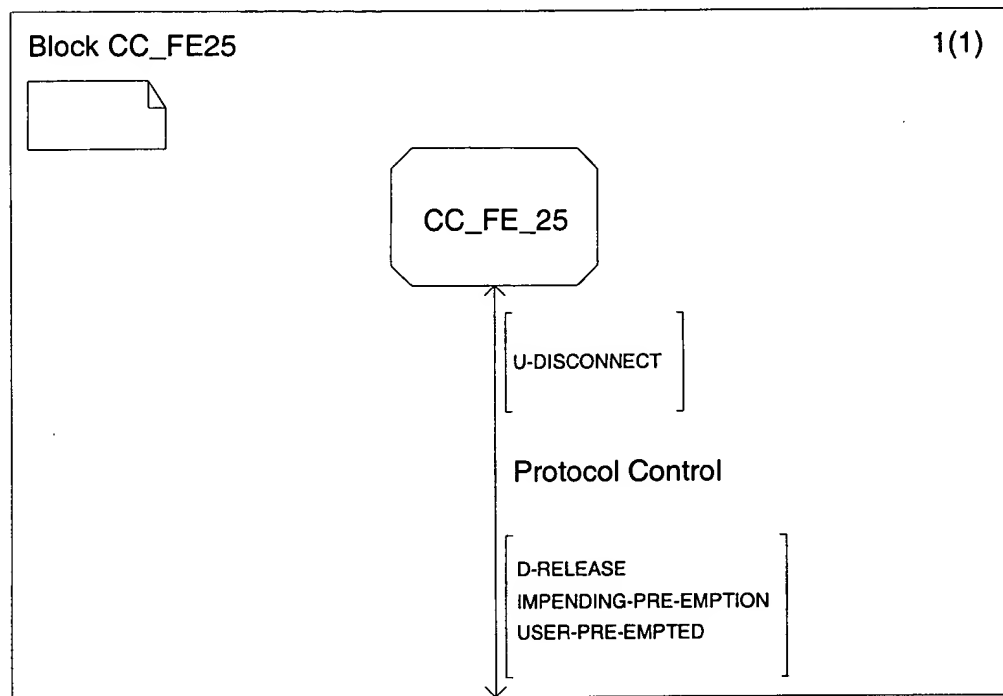 Block CC_FE25
1(1)
CC_FE_25
U-DISCONNECT
Protocol Control
D-RELEASE
IMPENDING-PRE-EMPTION
USER-PRE-EMPTED